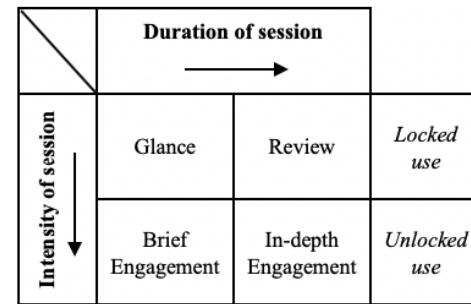 Duration of session
Intensity of session
Glance
Review
Locked
use
Brief
Engagement
In-depth
Engagement
Unlocked
use